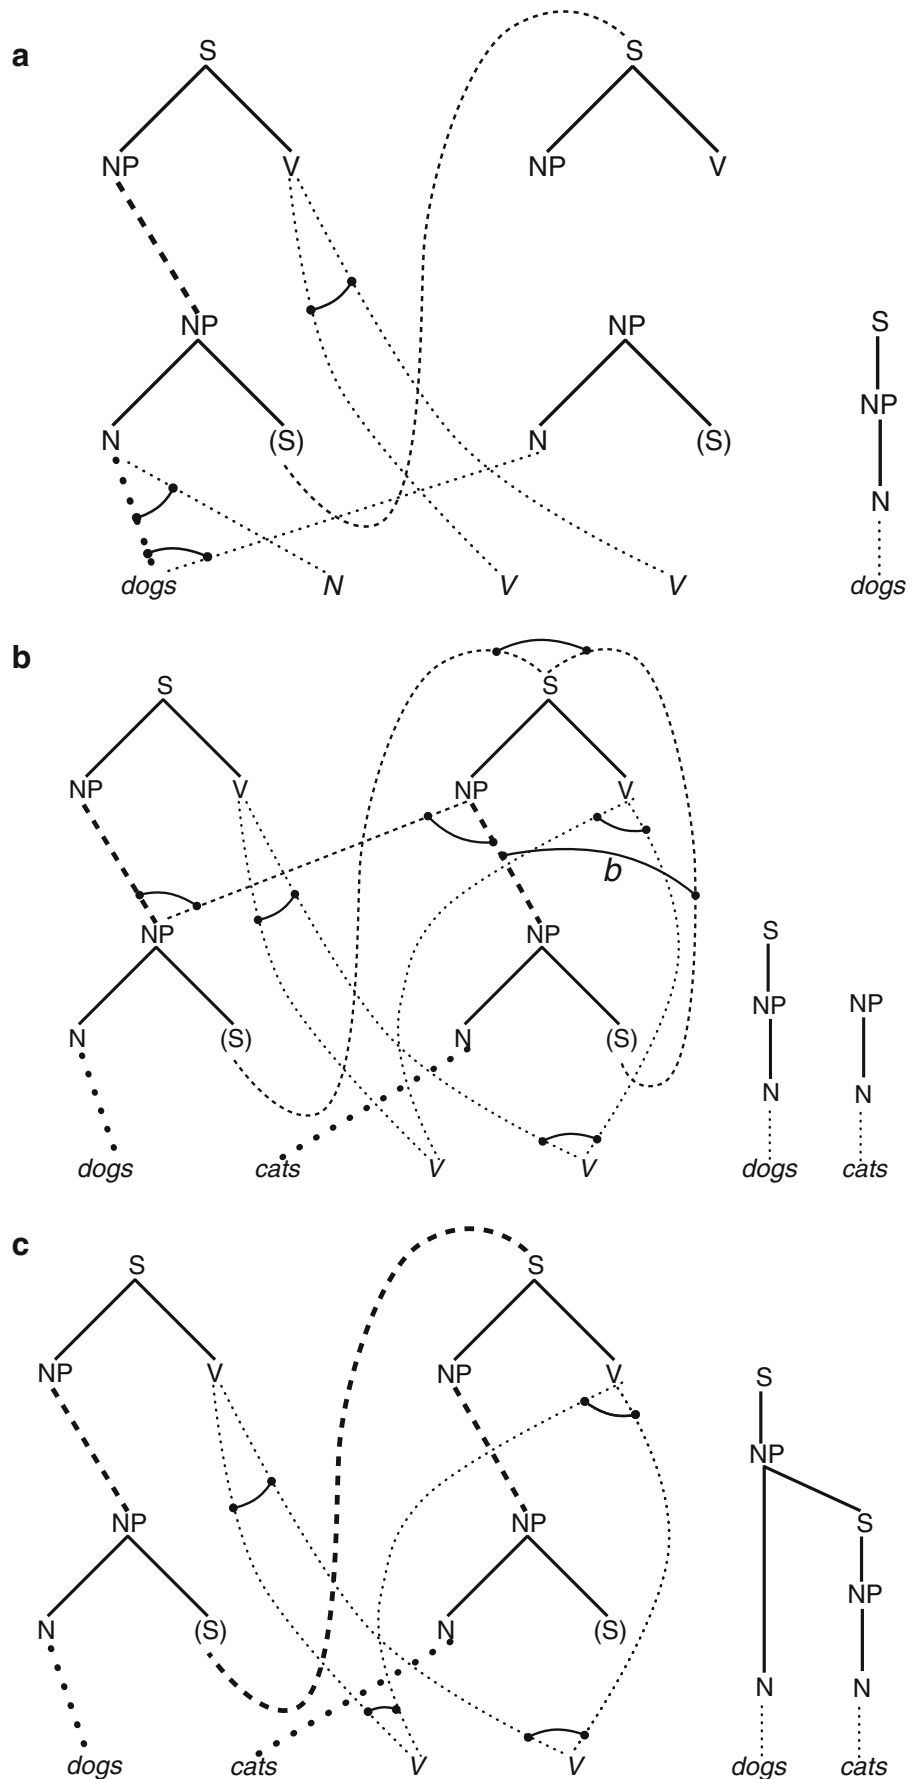 a
S S
NP V NP V
NP NP S
N (S) N (S) NP
N
dogs N V V dogs
b
S S
NP V NP V
b
NP NP S
NP NP
N (S) N (S)
N N
dogs cats V V dogs cats
c
S S
NP V NP V S
NP
NP NP S
NP
N (S) N (S)
N N
dogs cats V V dogs cats